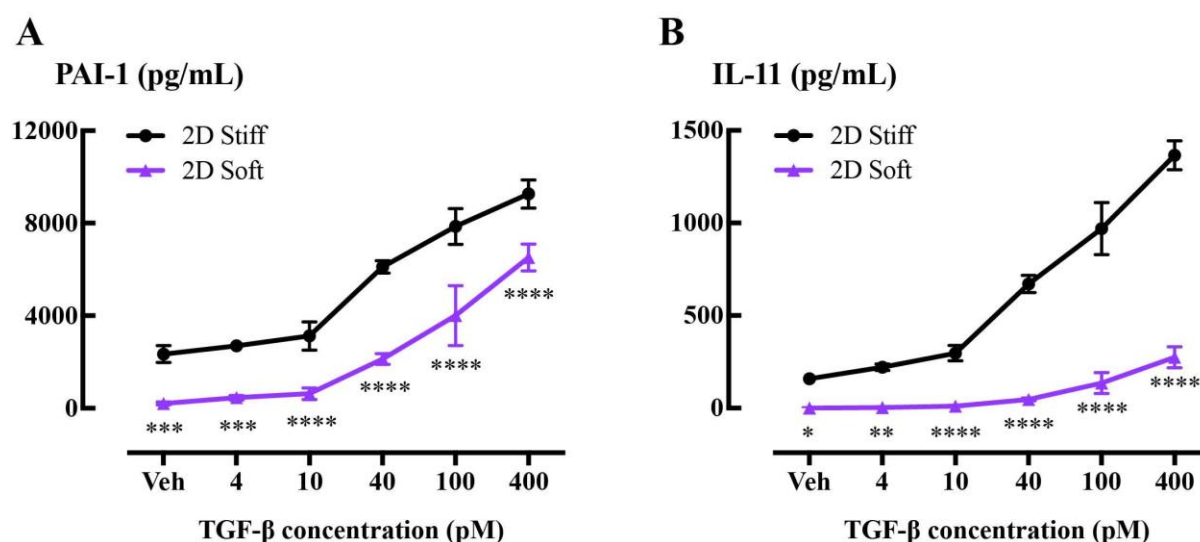 A
PAI-1 (pg/mL)
12000
8000
4000
0
2D Stiff
2D Soft
***
***
****
****
****
****
Veh 4 10 40 100 400
TGF-β concentration (pM)
B
IL-11 (pg/mL)
1500
1000
500
0
2D Stiff
2D Soft
*
**
****
****
****
****
Veh 4 10 40 100 400
TGF-β concentration (pM)